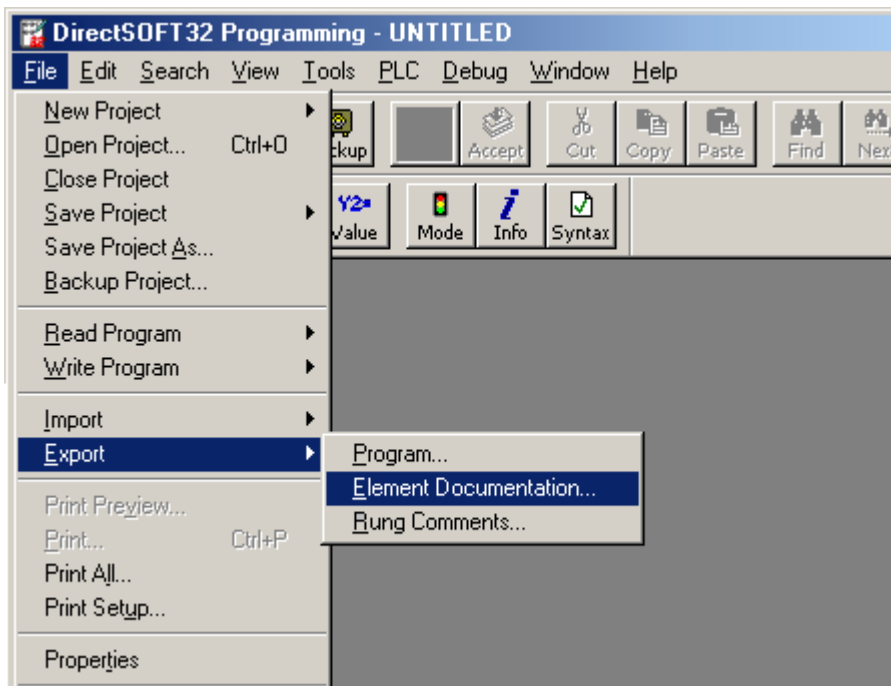 DirectSOFT32 Programming - UNTITLED
File Edit Search View Tools PLC Debug Window Help
New Project
Open Project... Ctrl+O
Close Project
Save Project
Save Project As...
Backup Project...
Read Program
Write Program
Import
Export
Print Preview...
Print... Ctrl+P
Print All...
Print Setup...
Properties
Program...
Element Documentation...
Rung Comments...
ckup Accept Cut Copy Paste Find Nex
Y2=
Value Mode Info Syntax